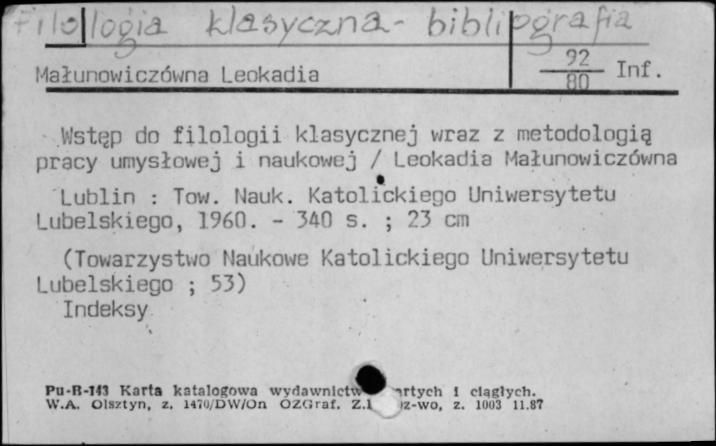 Filologia klasyczna - bibliografia
Małunowiczówna Leokadia
92
80 Inf.
Wstęp do filologii klasycznej wraz z metodologią
pracy umysłowej i naukowej / Leokadia Małunowiczówna
Lublin : Tow. Nauk. Katolickiego Uniwersytetu
Lubelskiego, 1960. - 340 s. ; 23 cm
(Towarzystwo Naukowe Katolickiego Uniwersytetu
Lubelskiego ; 53)
Indeksy
Pu-B-143 Karta katalogowa wydawnictw i ciągłych.
W.A. Olsztyn, z. 1470/DW/On OZGraf. z. 1003 11.87